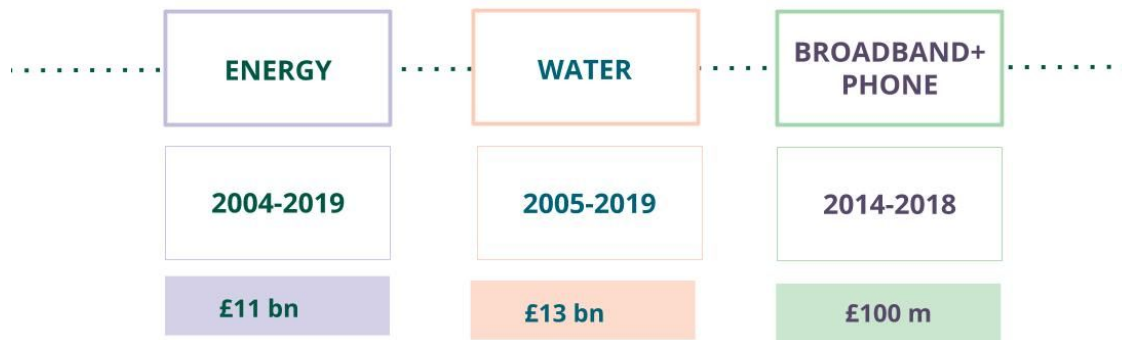 ENERGY
WATER
BROADBAND+
PHONE
2004-2019
2005-2019
2014-2018
£11 bn
£13 bn
£100 m